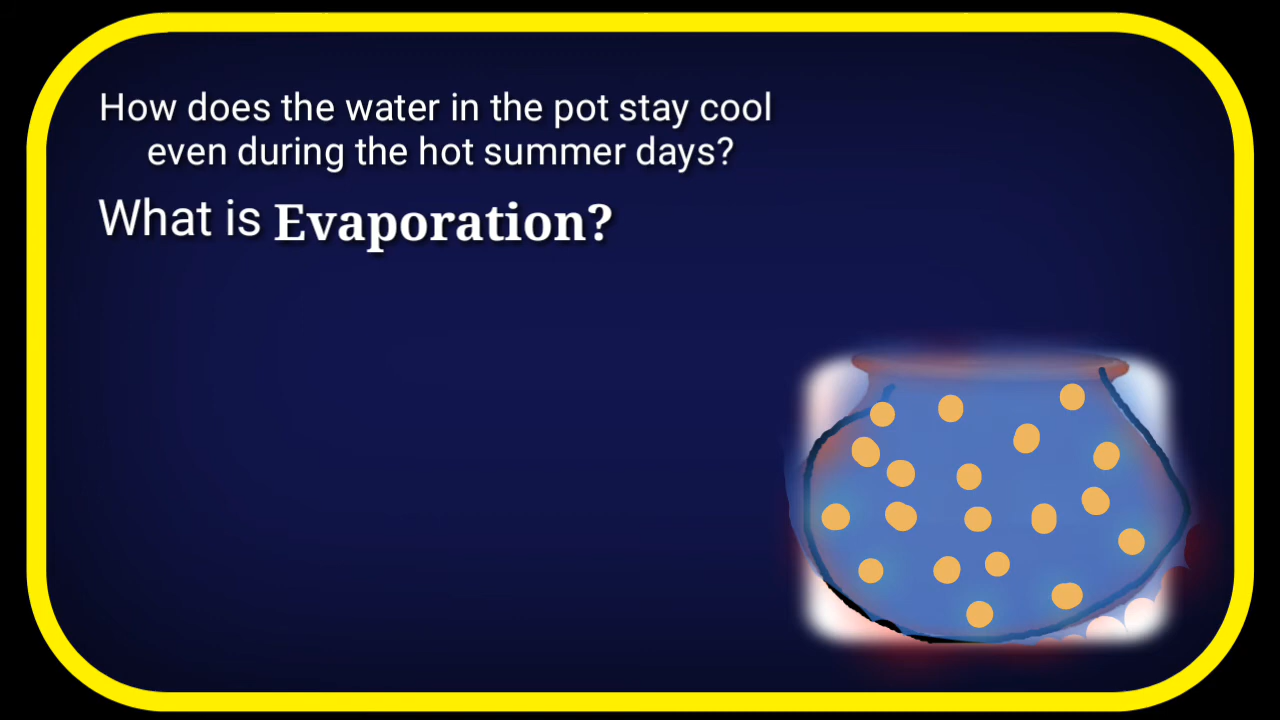 How does the water in the pot stay cool
even during the hot summer days?
What is Evaporation?